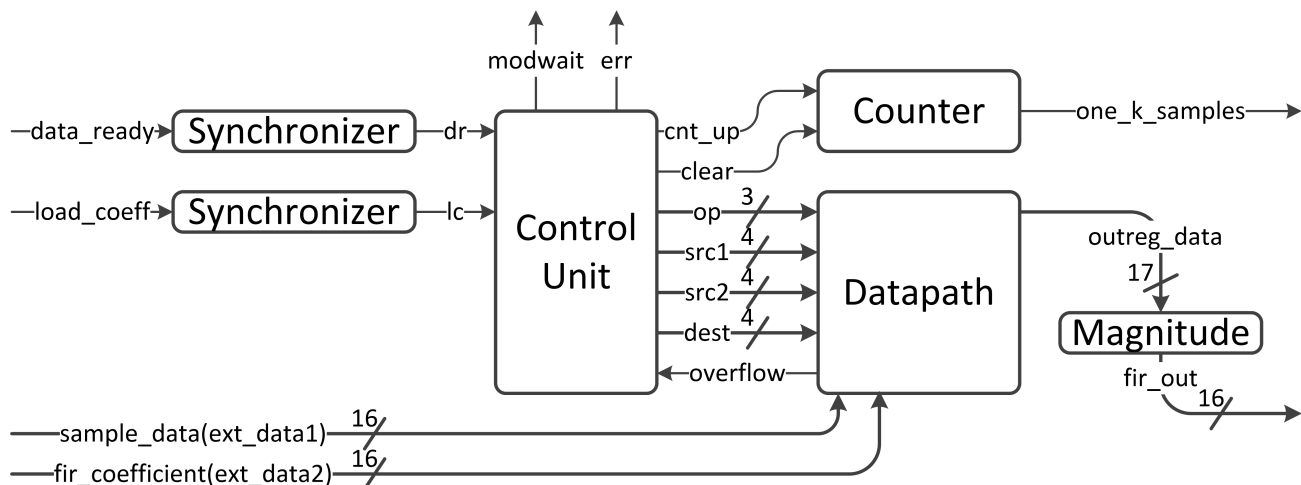 modwait
err
data_ready
Synchronizer
dr
load_coeff
Synchronizer
lc
Control
Unit
cnt_up
clear
Counter
one_k_samples
op
3
src1
4
src2
4
dest
4
overflow
Datapath
outreg_data
17
Magnitude
fir_out
16
sample_data(ext_data1)
16
fir_coefficient(ext_data2)
16